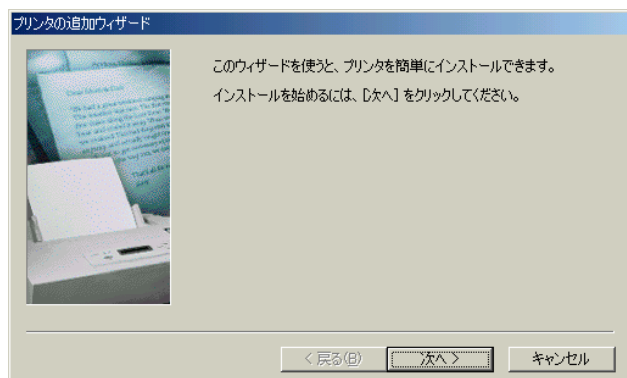 プリンタの追加ウィザード
このウィザードを使うと、プリンタを簡単にインストールできます。
インストールを始めるには、[次へ] をクリックしてください。
< 戻る(B)
次へ >
キャンセル